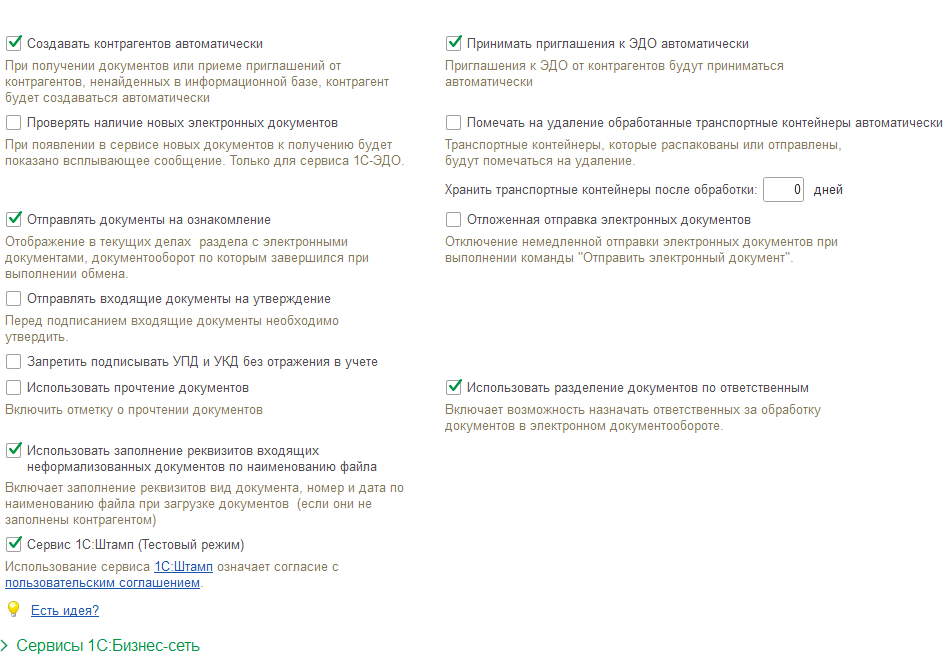 Создавать контрагентов автоматически
При получении документов или приеме приглашений от
контрагентов, ненайденных в информационной базе, контрагент
будет создаваться автоматически
Принимать приглашения к ЭДО автоматически
Приглашения к ЭДО от контрагентов будут приниматься
автоматически
Проверять наличие новых электронных документов
При появлении в сервисе новых документов к получению будет
показано всплывающее сообщение. Только для сервиса 1С-ЭДО.
Помечать на удаление обработанные транспортные контейнеры автоматически
Транспортные контейнеры, которые распакованы или отправлены,
будут помечаться на удаление.
Хранить транспортные контейнеры после обработки: 0 дней
Отправлять документы на ознакомление
Отображение в текущих делах раздела с электронными
документами, документооборот по которым завершился при
выполнении обмена.
Отложенная отправка электронных документов
Отключение немедленной отправки электронных документов при
выполнении команды "Отправить электронный документ".
Отправлять входящие документы на утверждение
Перед подписанием входящие документы необходимо
утвердить.
Запретить подписывать УПД и УКД без отражения в учете
Использовать прочтение документов
Включить отметку о прочтении документов
Использовать разделение документов по ответственным
Включает возможность назначать ответственных за обработку
документов в электронном документообороте.
Использовать заполнение реквизитов входящих
неформализованных документов по наименованию файла
Включает заполнение реквизитов вид документа, номер и дата по
наименованию файла при загрузке документов (если они не
заполнены контрагентом)
Сервис 1С:Штамп (Тестовый режим)
Использование сервиса 1С:Штамп означает согласие с
пользовательским соглашением.
Есть идея?
Сервисы 1С:Бизнес-сеть